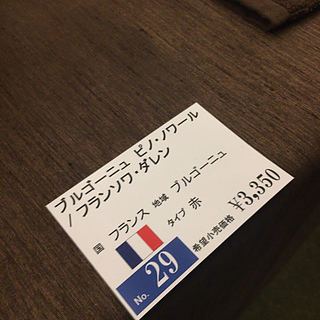 ブルゴーニュ ピノ・ノワール
/フランソワ・ダレン
国 フランス 地域 ブルゴーニュ
タイプ 赤
No. 29 希望小売価格 ¥3,350